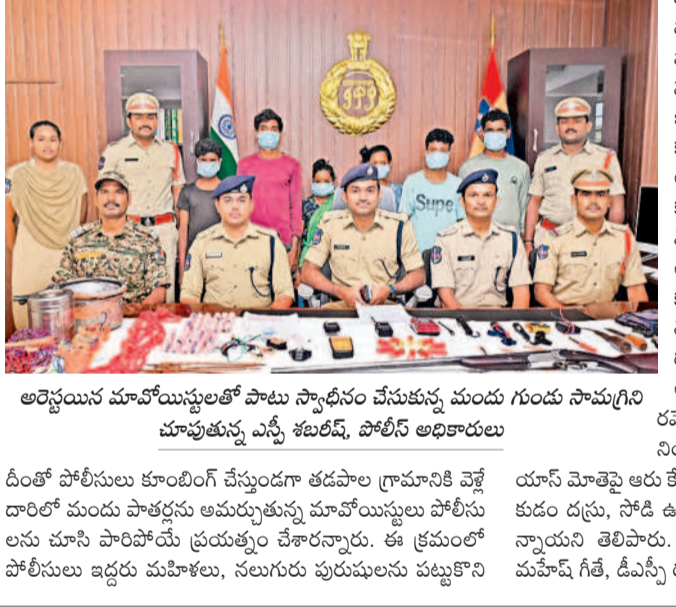 Supe
అరెస్టయిన మావోయిస్టులతో పాటు స్వాధీనం చేసుకున్న మందు గుండు సామగ్రిని
చూపుతున్న ఎస్పీ శబరీష్, పోలీస్ అధికారులు
దీంతో పోలీసులు కూంబింగ్ చేస్తుండగా తడపాల గ్రామానికి వెళ్లే
దారిలో మందు పాతర్లను అమర్చుతున్న మావోయిస్టులు పోలీసు
లను చూసి పారిపోయే ప్రయత్నం చేశారన్నారు. ఈ క్రమంలో
పోలీసులు ఇద్దరు మహిళలు, నలుగురు పురుషులను పట్టుకొని
యాస్ మోతెపై ఆరు కే
కుడం దస్రు, సోడి ఉ
న్నాయని తెలిపారు.
మహేష్ గీతే, డీఎస్పీ